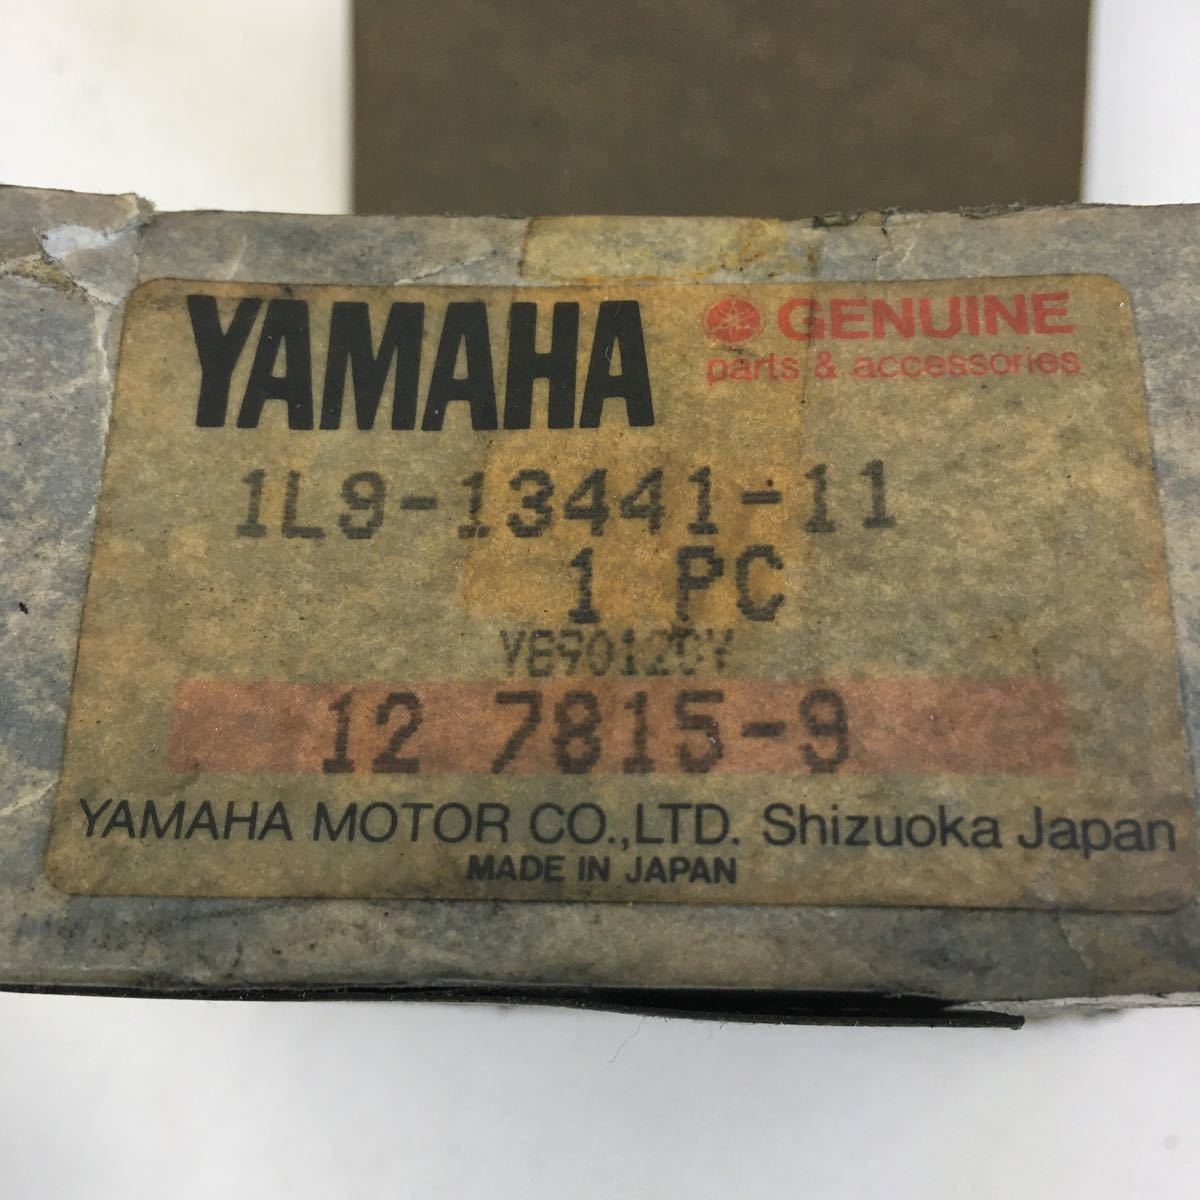 YAMAHA GENUINE
parts & accessories
1L9-13441-11
1 PC
12 7815-9
YAMAHA MOTOR CO.,LTD. Shizuoka Japan
MADE IN JAPAN